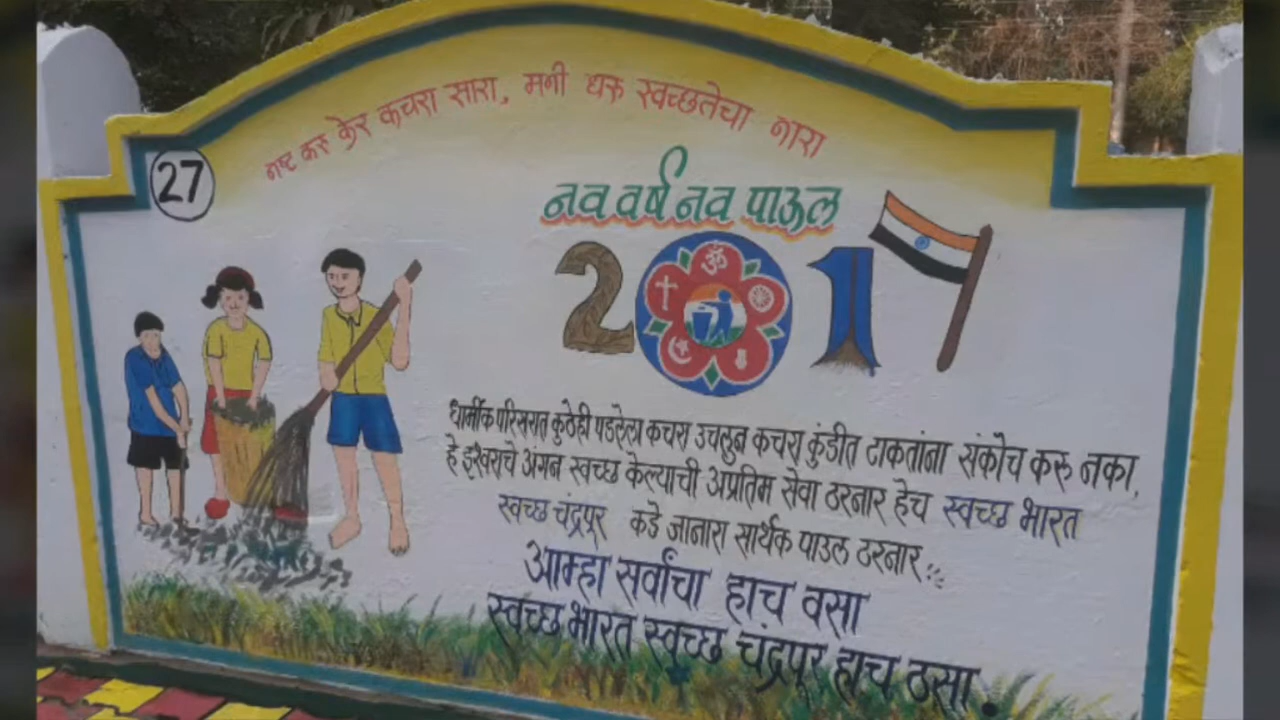 27
नष्ट करु केर कचरा सारा, मनी धरु स्वच्छतेचा नारा
नव वर्ष नव पाऊल
2017
धार्मीक परिसरात कुठेही पडलेला कचरा उचलुन कचरा कुंडीत टाकतांना संकोच करु नका,
हे इश्वराचे अंगन स्वच्छ केल्याची अप्रतिम सेवा ठरनार हेच स्वच्छ भारत
स्वच्छ चंद्रपूर कडे जानारा सार्थक पाउल ठरनार
आम्हा सर्वांचा हाच वसा
स्वच्छ भारत स्वच्छ चंद्रपूर हाच ठसा